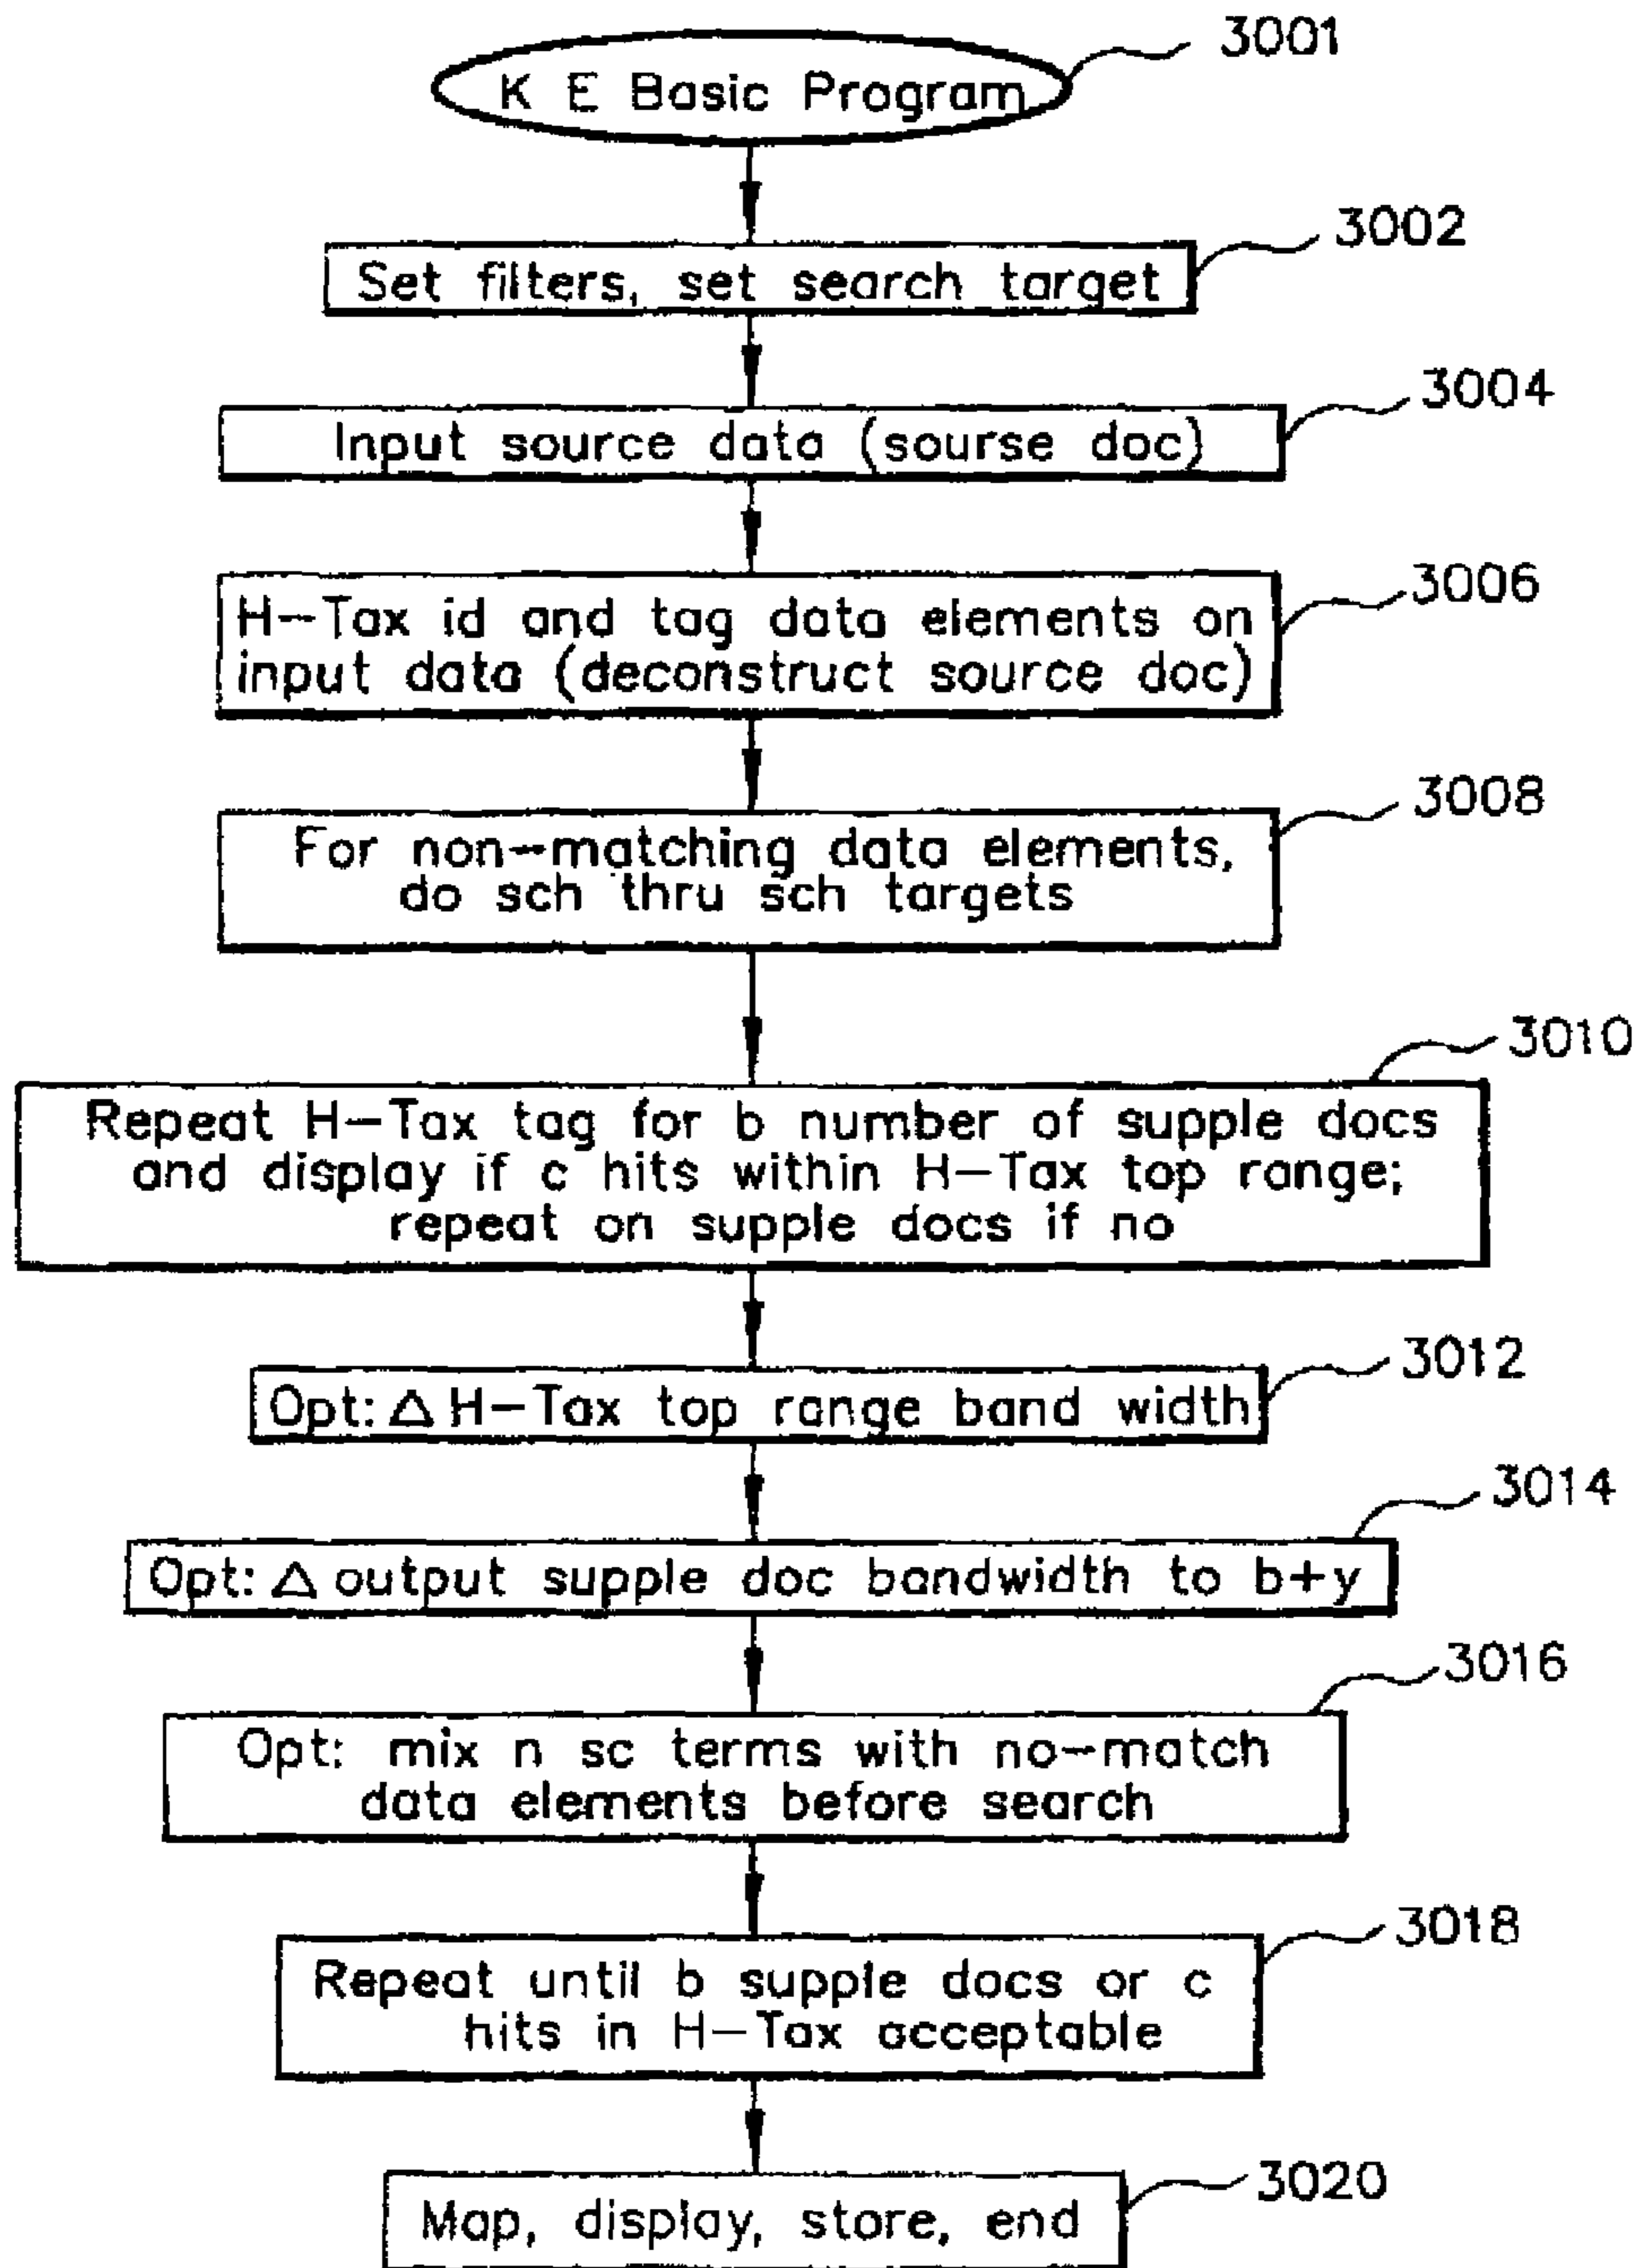 3001
K E Basic Program
3002
Set filters, set search target
3004
Input source data (sourse doc)
3006
H-Tax id and tag data elements on
input data (deconstruct source doc)
3008
For non-matching data elements,
do sch thru sch targets
3010
Repeat H-Tax tag for b number of supple docs
and display if c hits within H-Tax top range;
repeat on supple docs if no
3012
Opt: Δ H-Tax top range band width
3014
Opt: Δ output supple doc bandwidth to b+y
3016
Opt: mix n sc terms with no-match
data elements before search
3018
Repeat until b supple docs or c
hits in H-Tax acceptable
3020
Map, display, store, end